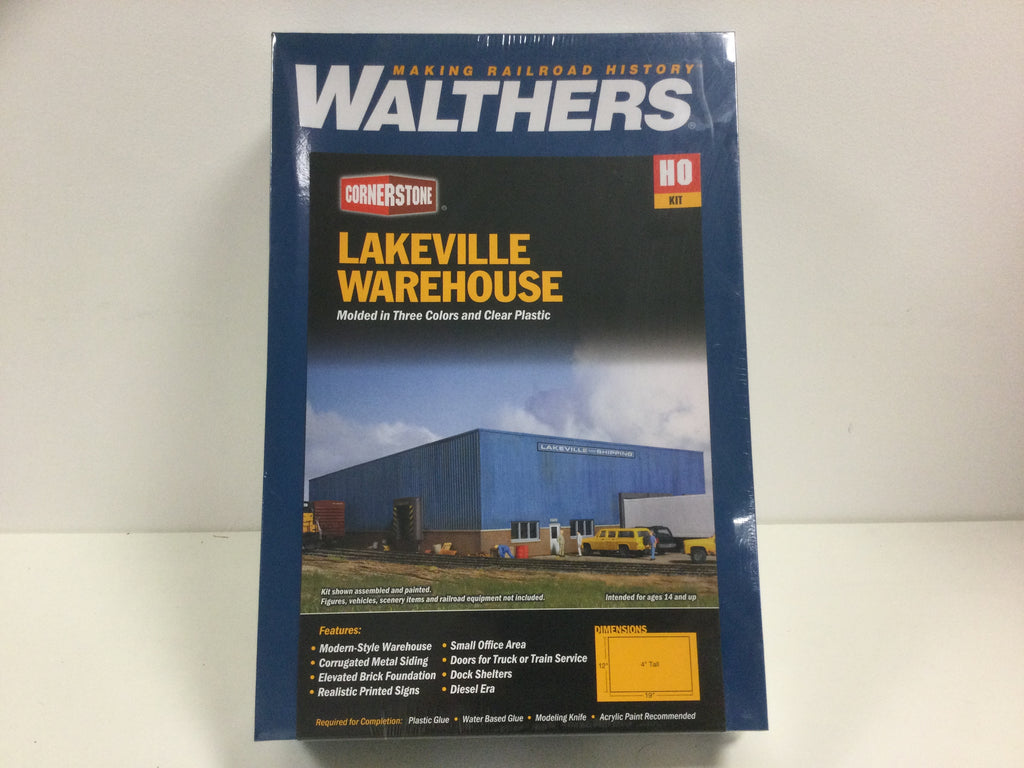 MAKING RAILROAD HISTORY
WALTHERS
CORNERSTONE
HO
KIT
LAKEVILLE
WAREHOUSE
Molded in Three Colors and Clear Plastic
LAKEVILLE SHIPPING
Kit shown assembled and painted.
Figures, vehicles, scenery items and railroad equipment not included.
Intended for ages 14 and up
Features:
• Modern-Style Warehouse
• Corrugated Metal Siding
• Elevated Brick Foundation
• Realistic Printed Signs
• Small Office Area
• Doors for Truck or Train Service
• Dock Shelters
• Diesel Era
DIMENSIONS
12"
4" Tall
19"
Required for Completion: Plastic Glue • Water Based Glue • Modeling Knife • Acrylic Paint Recommended